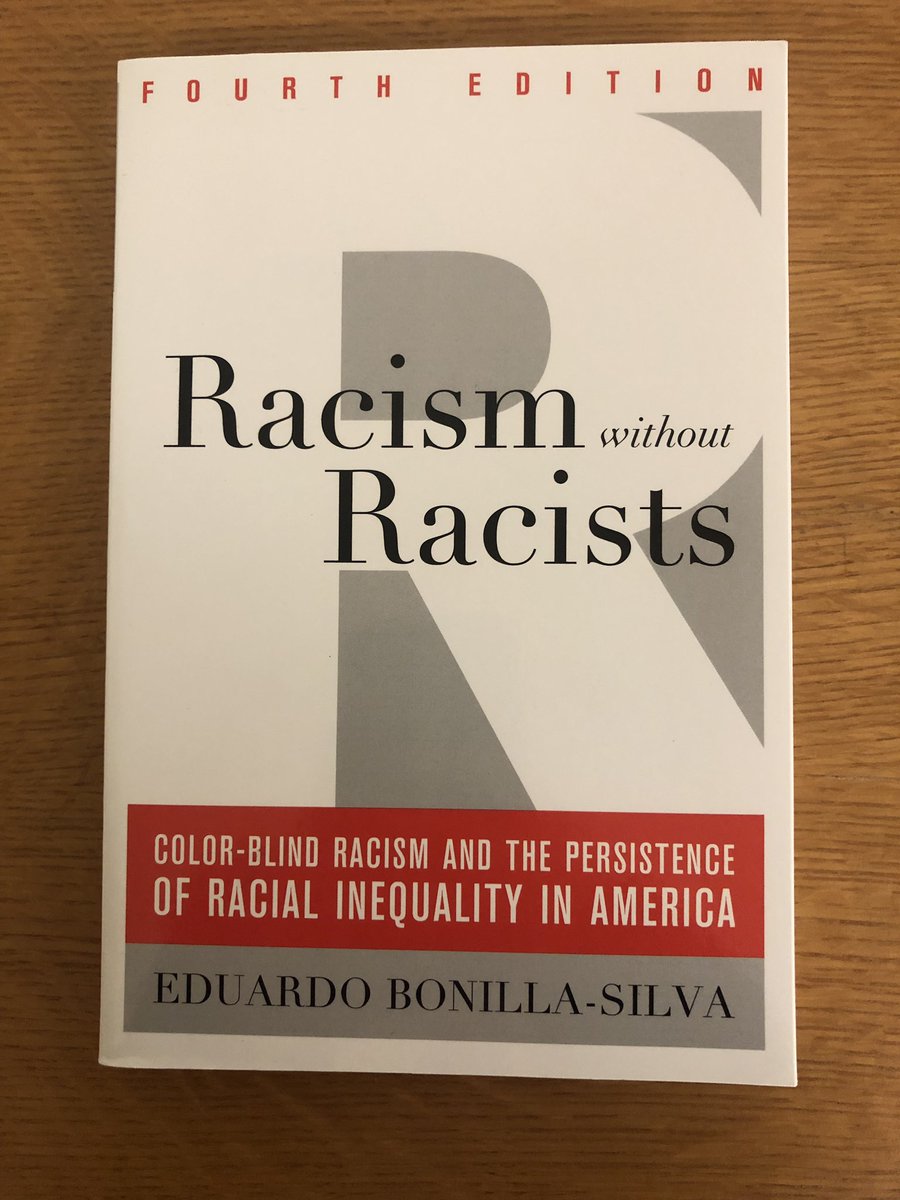 FOURTH EDITION
Racism without
Racists
COLOR-BLIND RACISM AND THE PERSISTENCE
OF RACIAL INEQUALITY IN AMERICA
EDUARDO BONILLA-SILVA